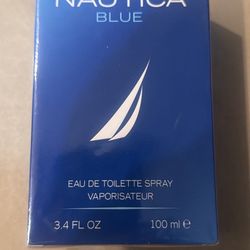 NAUTICA
BLUE
EAU DE TOILETTE SPRAY
VAPORISATEUR
3.4 FL OZ 100 ml ℮